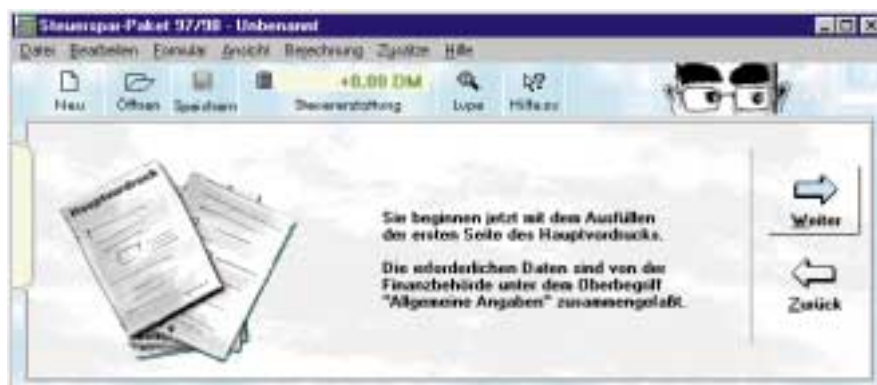 Steuerspar-Paket 97/98 - Unbenannt
Datei Bearbeiten Formular Ansicht Berechnung Zusätze Hilfe
+0,00 DM
Neu Öffnen Speichern Steuererstattung Lupe Hilfe zu
Hauptvordruck
Sie beginnen jetzt mit dem Ausfüllen
der ersten Seite des Hauptvordrucks.
Die erforderlichen Daten sind von der
Finanzbehörde unter dem Oberbegriff
"Allgemeine Angaben" zusammengefaßt.
Weiter
Zurück